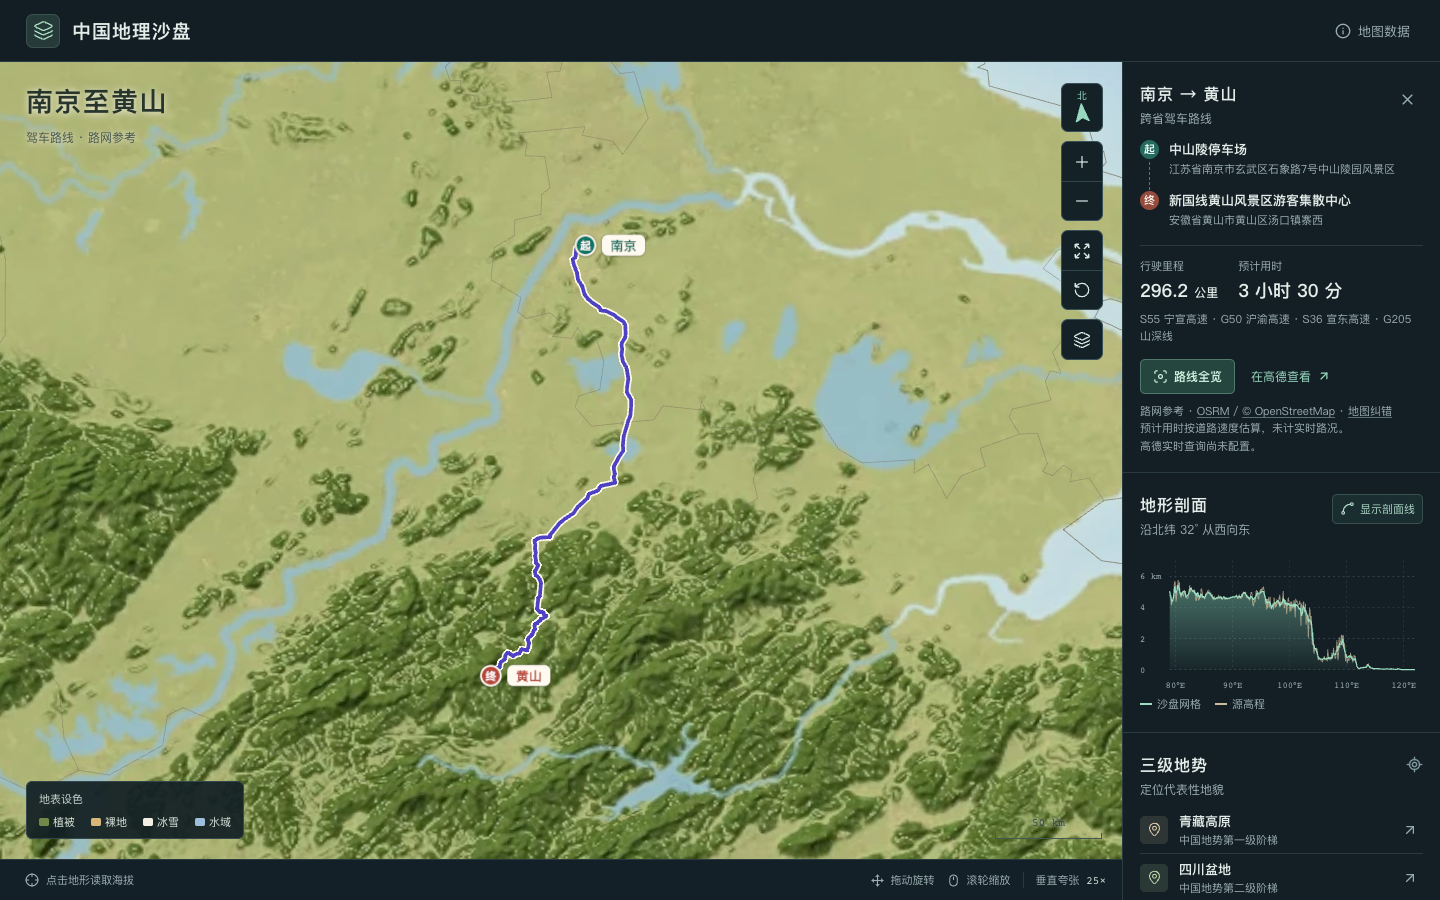 中国地理沙盘
地图数据
南京至黄山
驾车路线 · 路网参考
北
起 南京
终 黄山
地表设色
植被 裸地 冰雪 水域
50 km
点击地形读取海拔
拖动旋转 滚轮缩放 垂直夸张 25×
南京 → 黄山
跨省驾车路线
起 中山陵停车场
江苏省南京市玄武区石象路7号中山陵园风景区
终 新国线黄山风景区游客集散中心
安徽省黄山市黄山区汤口镇寨西
行驶里程 预计用时
296.2 公里 3 小时 30 分
S55 宁宣高速 · G50 沪渝高速 · S36 宣东高速 · G205
山深线
路线全览 在高德查看
路网参考 · OSRM / © OpenStreetMap · 地图纠错
预计用时按道路速度估算，未计实时路况。
高德实时查询尚未配置。
地形剖面 显示剖面线
沿北纬 32° 从西向东
6 km
4
2
0
80°E 90°E 100°E 110°E 120°E
沙盘网格 源高程
三级地势
定位代表性地貌
青藏高原
中国地势第一级阶梯
四川盆地
中国地势第二级阶梯